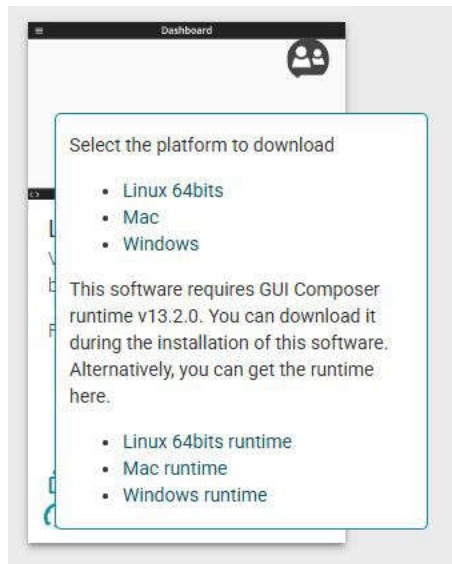 Dashboard
Select the platform to download
Linux 64bits
Mac
Windows
This software requires GUI Composer
runtime v13.2.0. You can download it
during the installation of this software.
Alternatively, you can get the runtime
here.
Linux 64bits runtime
Mac runtime
Windows runtime